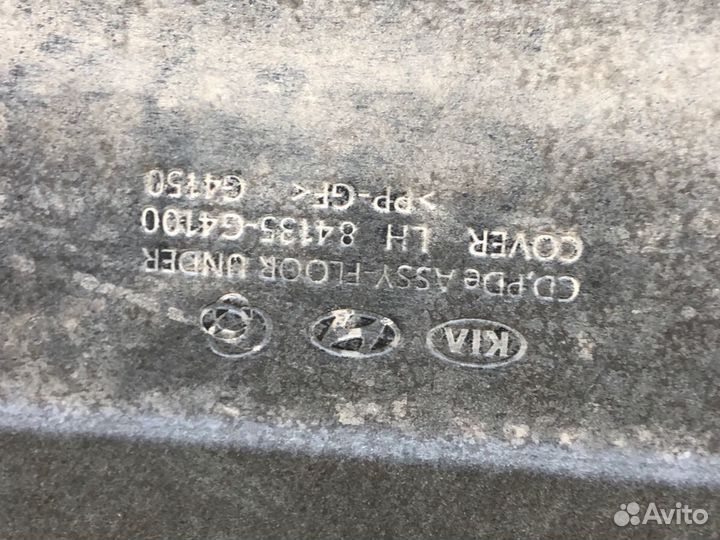 KIA
CD,PDe ASSY-FLOOR UNDER
COVER LH 84135-G4100
>PP-GF< G4150
Avito